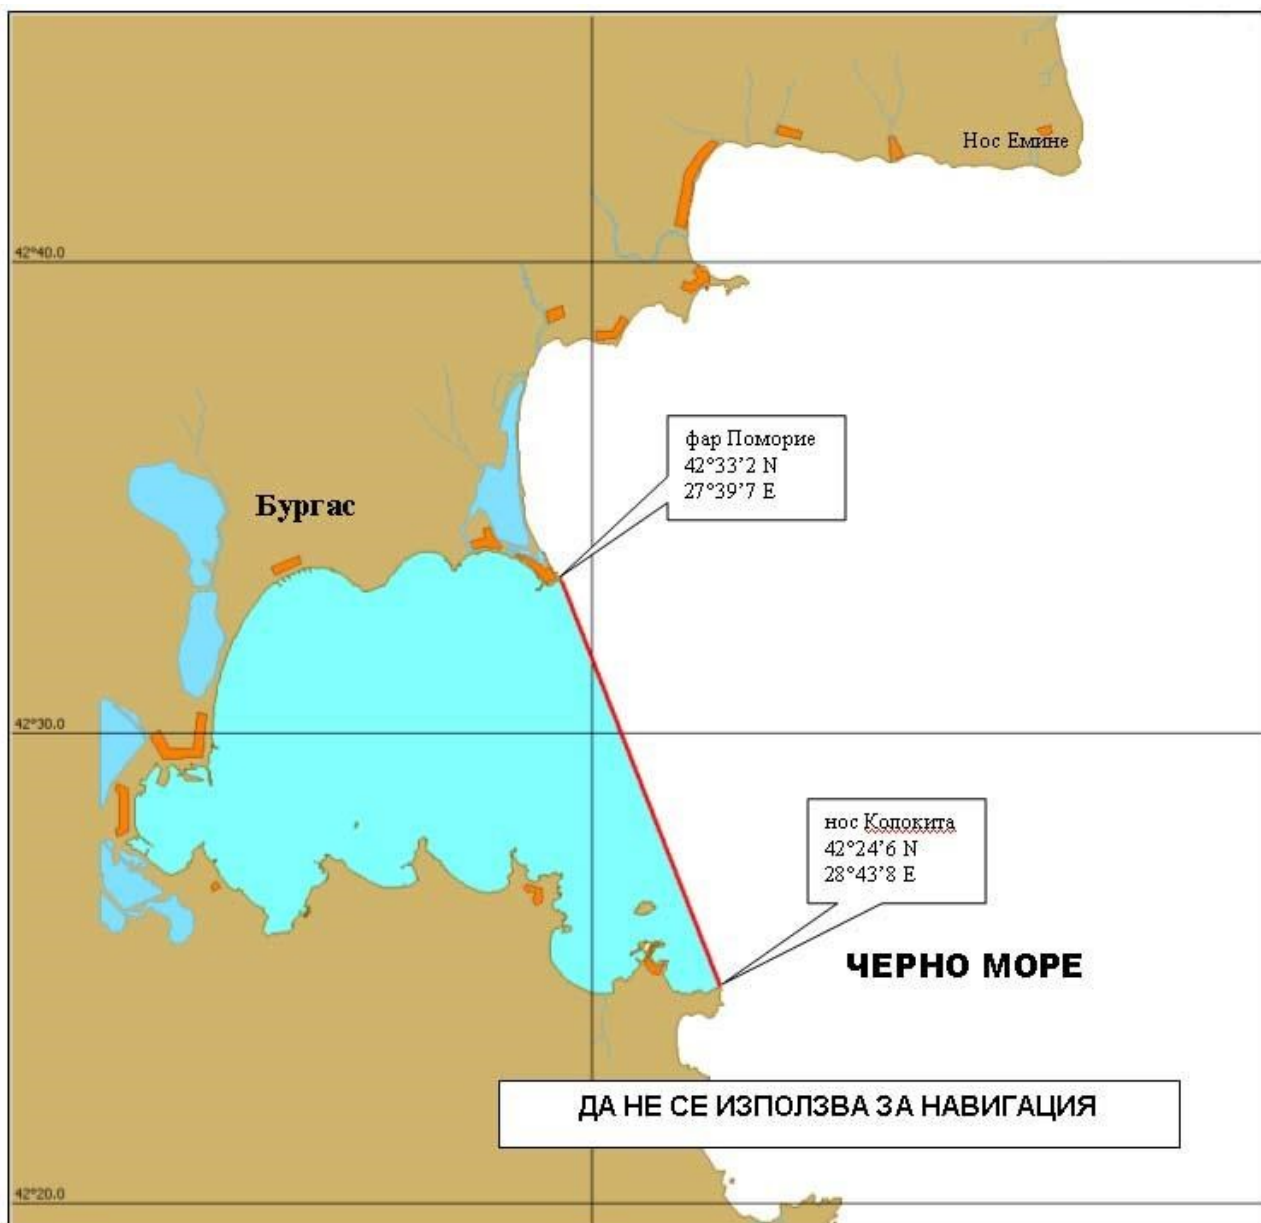 Нос Емине
42°40.0
фар Поморие
42°33’2 N
27°39’7 E
Бургас
42°30.0
нос Колокита
42°24’6 N
28°43’8 E
ЧЕРНО МОРЕ
ДА НЕ СЕ ИЗПОЛЗВА ЗА НАВИГАЦИЯ
42°20.0